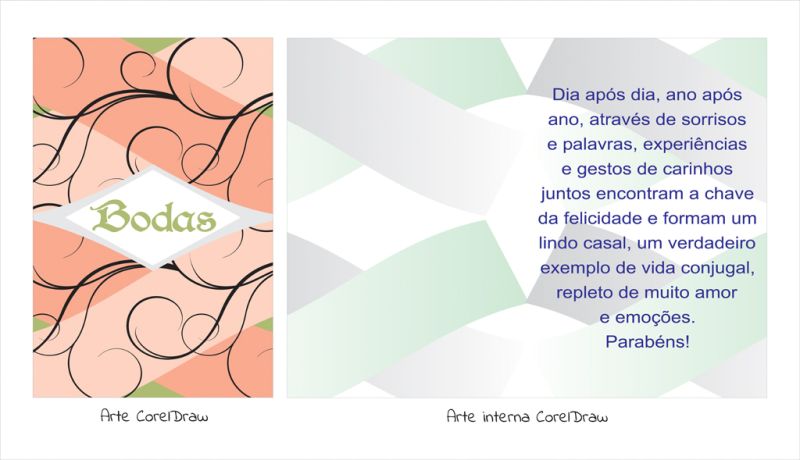 Bodas
Dia após dia, ano após
ano, através de sorrisos
e palavras, experiências
e gestos de carinhos
juntos encontram a chave
da felicidade e formam um
lindo casal, um verdadeiro
exemplo de vida conjugal,
repleto de muito amor
e emoções.
Parabéns!
Arte CorelDraw
Arte interna CorelDraw